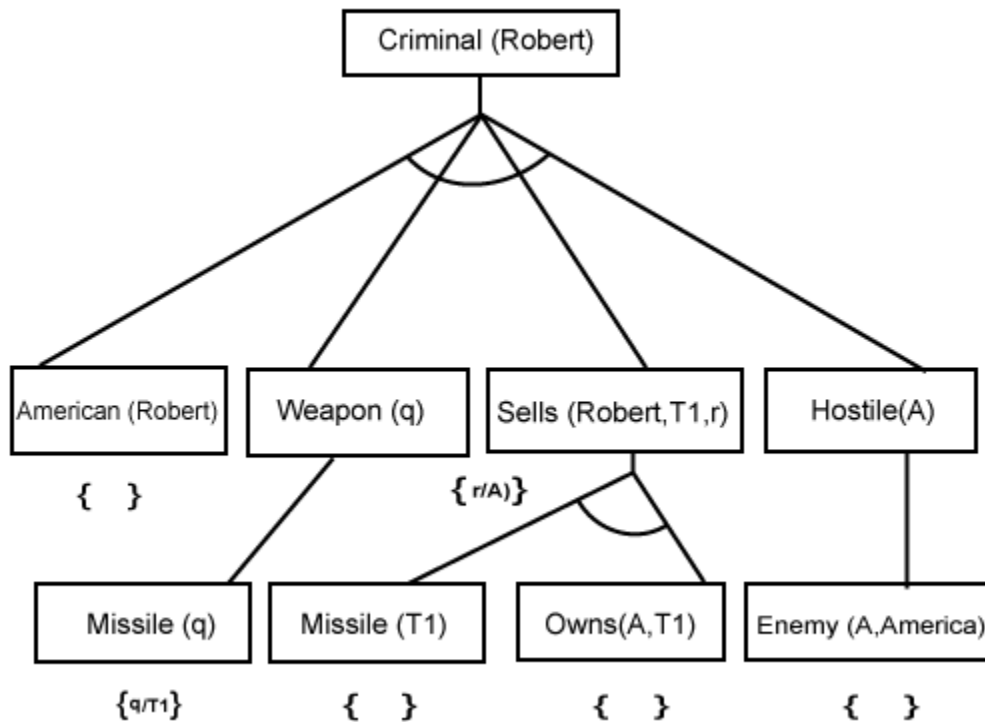 Criminal (Robert)
American (Robert)
Weapon (q)
Sells (Robert,T1,r)
Hostile(A)
{ }
{ r/A)}
Missile (q)
Missile (T1)
Owns(A,T1)
Enemy (A,America)
{q/T1}
{ }
{ }
{ }